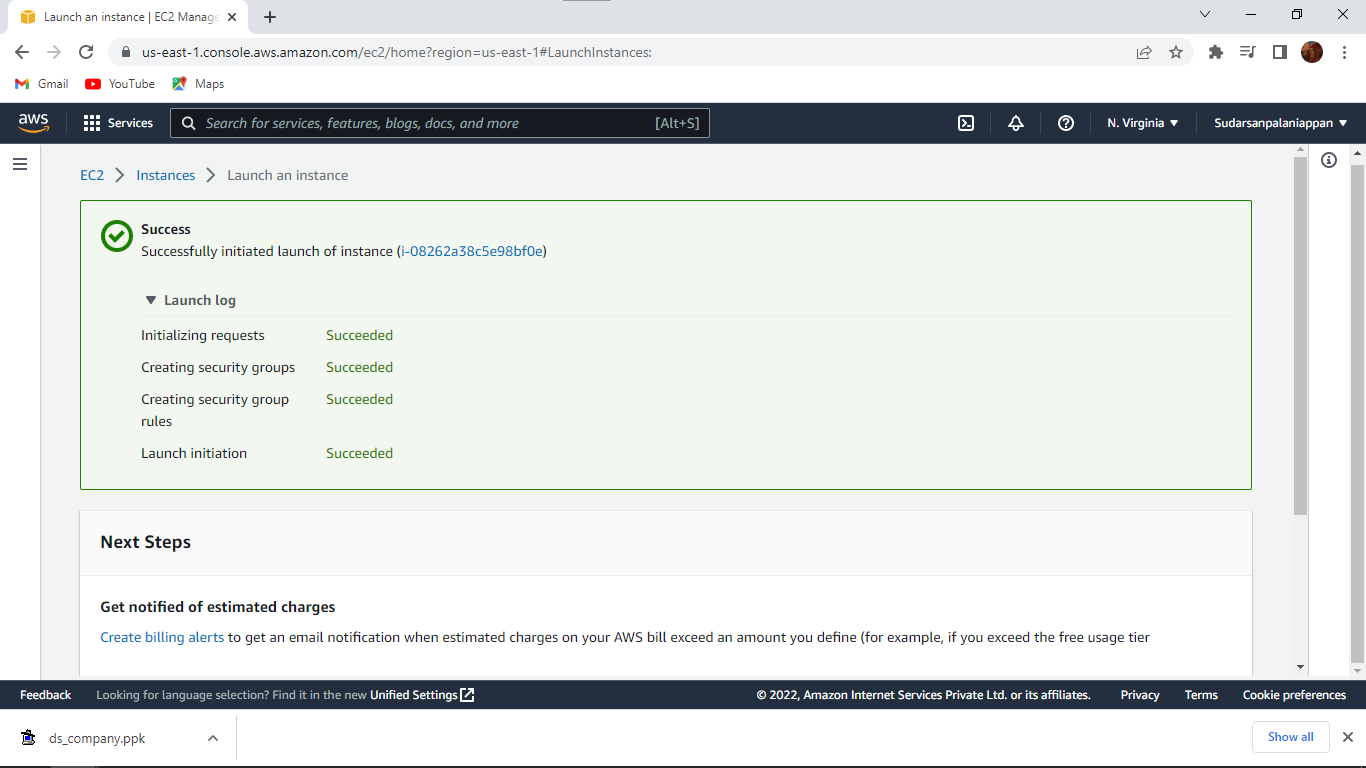 Launch an instance | EC2 Manage
us-east-1.console.aws.amazon.com/ec2/home?region=us-east-1#LaunchInstances:
Gmail
YouTube
Maps
aws
Services
Search for services, features, blogs, docs, and more
[Alt+S]
N. Virginia
Sudarsanpalaniappan
EC2
Instances
Launch an instance
Success
Successfully initiated launch of instance (i-08262a38c5e98bf0e)
Launch log
Initializing requests
Succeeded
Creating security groups
Succeeded
Creating security group
rules
Succeeded
Launch initiation
Succeeded
Next Steps
Get notified of estimated charges
Create billing alerts to get an email notification when estimated charges on your AWS bill exceed an amount you define (for example, if you exceed the free usage tier
Feedback
Looking for language selection? Find it in the new Unified Settings
© 2022, Amazon Internet Services Private Ltd. or its affiliates.
Privacy
Terms
Cookie preferences
ds_company.ppk
Show all